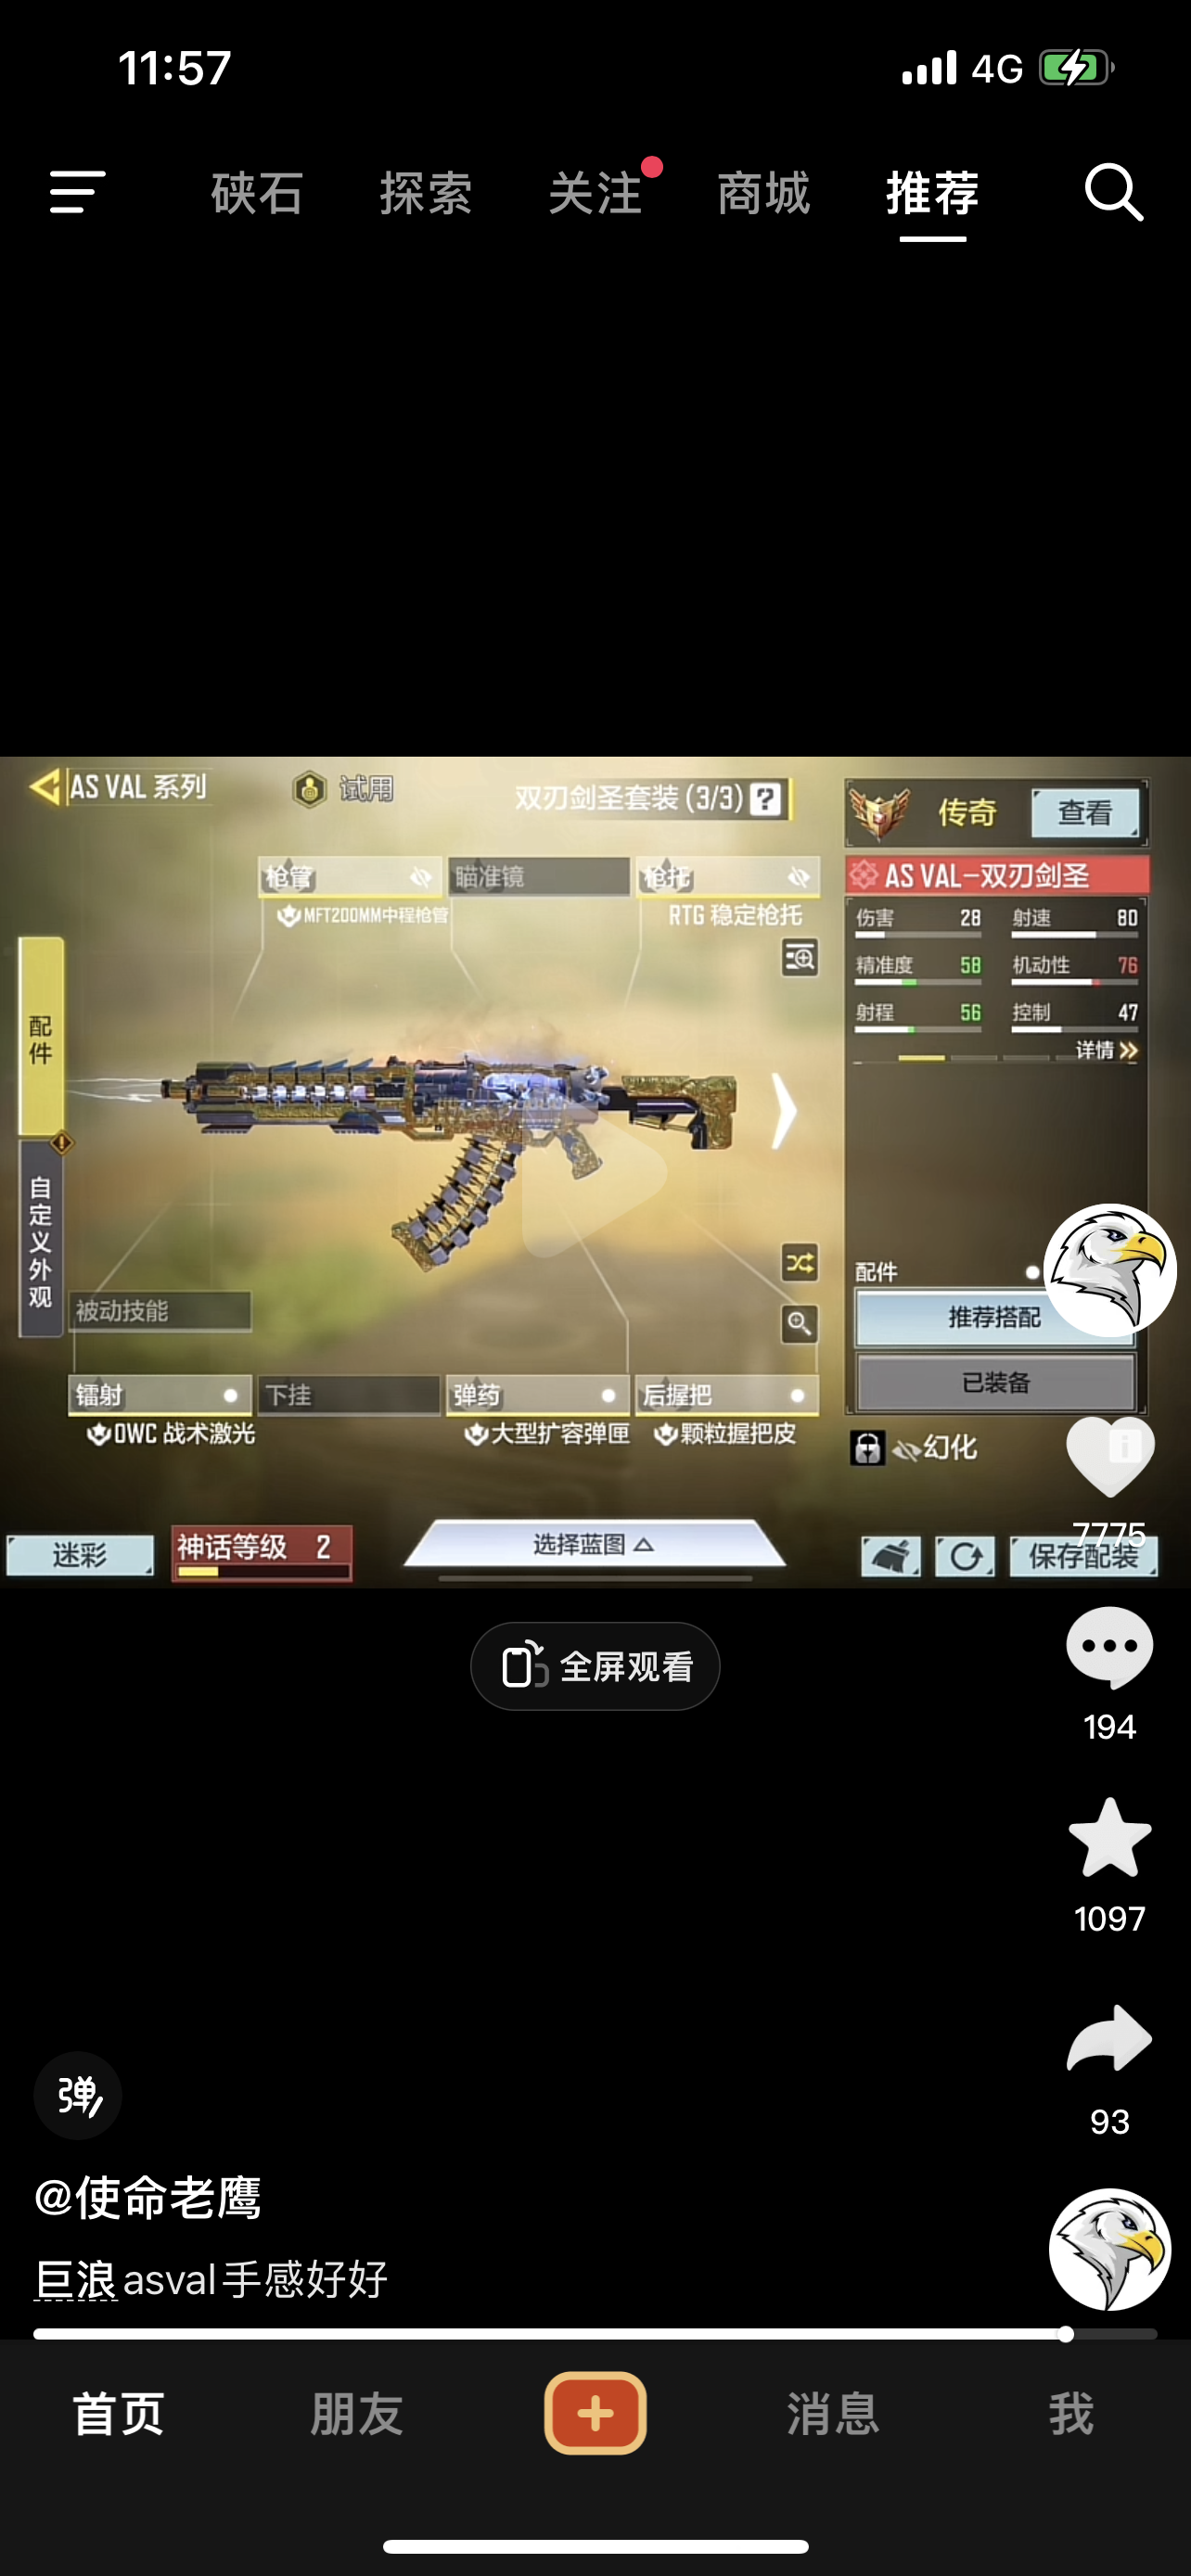 11:57
4G
硖石 探索 关注 商城 推荐
AS VAL 系列
试用
双刃剑圣套装 (3/3) ?
传奇
查看
枪管
瞄准镜
枪托
MFT200MM中程枪管
RTG 稳定枪托
AS VAL-双刃剑圣
伤害 28 射速 80
精准度 58 机动性 76
射程 56 控制 47
详情
配件
自定义外观
被动技能
配件
推荐搭配
已装备
镭射
下挂
弹药
后握把
OWC 战术激光
大型扩容弹匣
颗粒握把皮
幻化
7775
迷彩
神话等级 2
选择蓝图
保存配装
全屏观看
194
1097
93
弹
@使命老鹰
巨浪asval手感好好
首页 朋友 消息 我